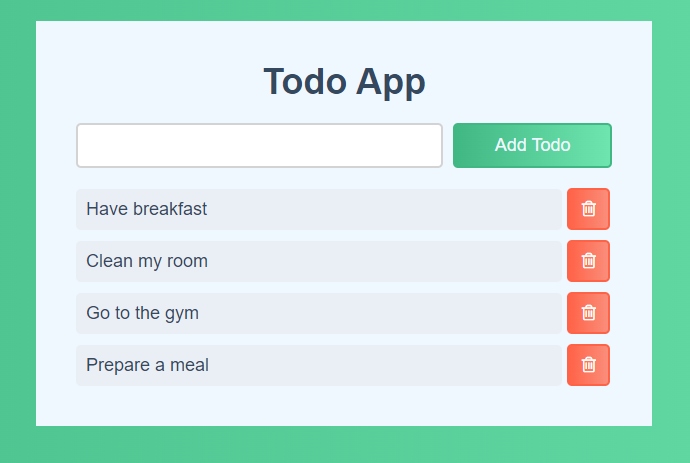 Todo App
Add Todo
Have breakfast
Clean my room
Go to the gym
Prepare a meal